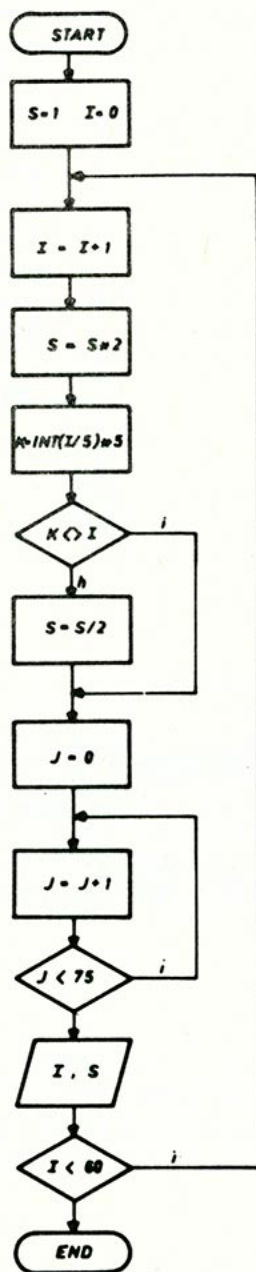 START
S=1 I=0
I = I+1
S = S*2
K=INT(I/5)*5
K <> I
i
h
S = S/2
J = 0
J = J+1
J < 75
i
I , S
I < 60
i
END